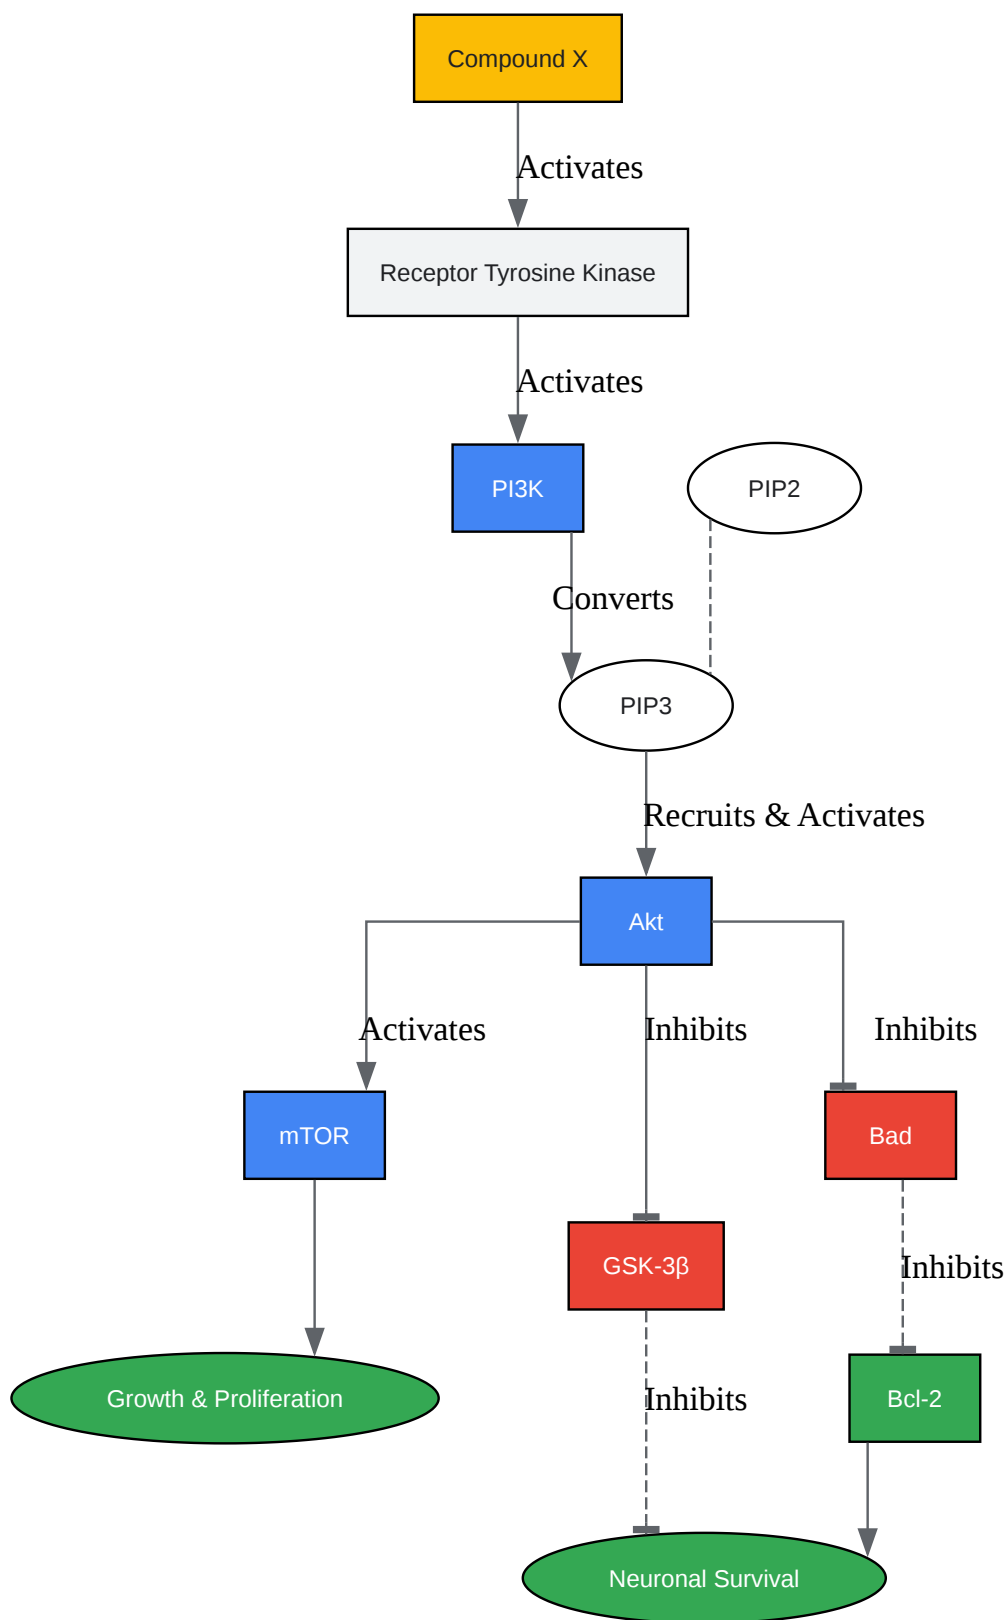 Compound X
Activates
Receptor Tyrosine Kinase
Activates
PI3K
PIP2
Converts
PIP3
Recruits & Activates
Akt
Activates
Inhibits
Inhibits
mTOR
Bad
GSK-3β
Inhibits
Growth & Proliferation
Inhibits
Bcl-2
Neuronal Survival